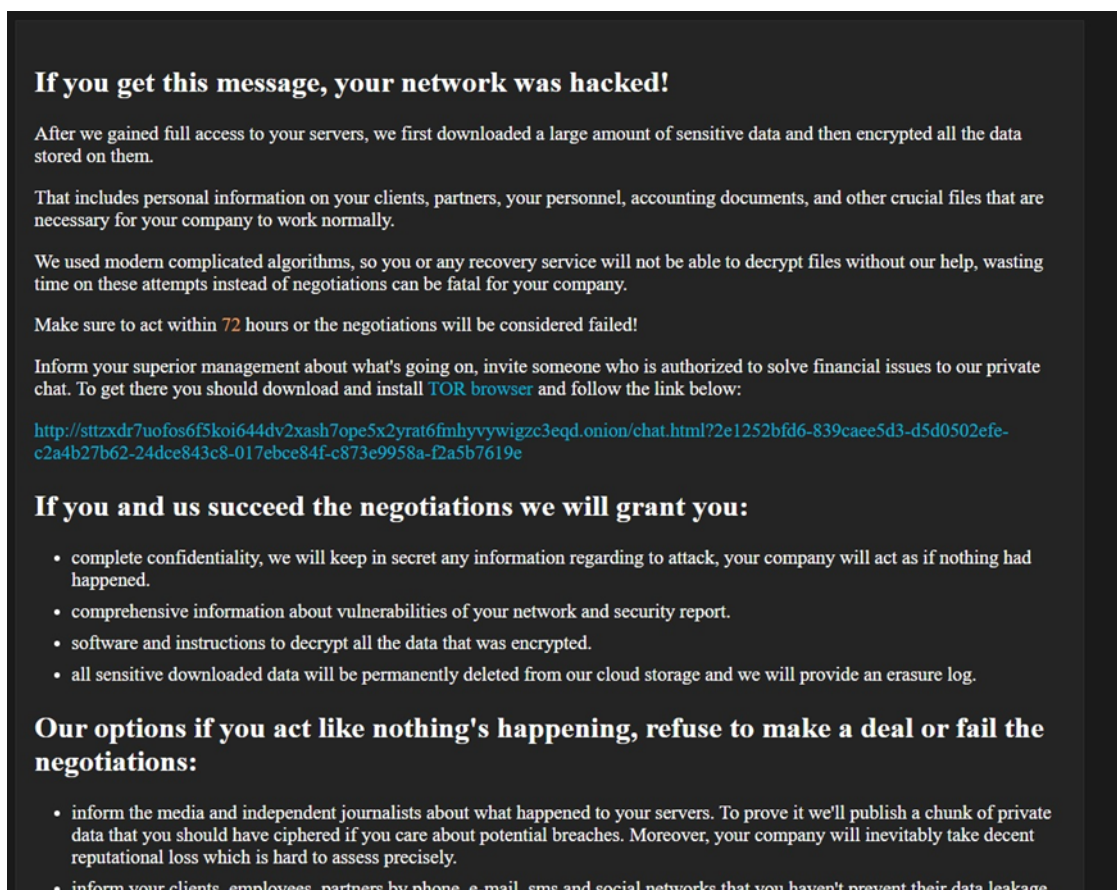 If you get this message, your network was hacked!
After we gained full access to your servers, we first downloaded a large amount of sensitive data and then encrypted all the data
stored on them.
That includes personal information on your clients, partners, your personnel, accounting documents, and other crucial files that are
necessary for your company to work normally.
We used modern complicated algorithms, so you or any recovery service will not be able to decrypt files without our help, wasting
time on these attempts instead of negotiations can be fatal for your company.
Make sure to act within 72 hours or the negotiations will be considered failed!
Inform your superior management about what's going on, invite someone who is authorized to solve financial issues to our private
chat. To get there you should download and install TOR browser and follow the link below:
http://sttzxdr7uofos6f5koi644dv2xash7ope5x2yrat6fmhyvywigzc3eqd.onion/chat.html?2e1252bfd6-839caee5d3-d5d0502efe-
c2a4b27b62-24dce843c8-017ebce84f-c873e9958a-f2a5b7619e
If you and us succeed the negotiations we will grant you:
• complete confidentiality, we will keep in secret any information regarding to attack, your company will act as if nothing had
happened.
• comprehensive information about vulnerabilities of your network and security report.
• software and instructions to decrypt all the data that was encrypted.
• all sensitive downloaded data will be permanently deleted from our cloud storage and we will provide an erasure log.
Our options if you act like nothing's happening, refuse to make a deal or fail the
negotiations:
• inform the media and independent journalists about what happened to your servers. To prove it we'll publish a chunk of private
data that you should have ciphered if you care about potential breaches. Moreover, your company will inevitably take decent
reputational loss which is hard to assess precisely.
• inform your clients, employees, partners by phone, e-mail, sms and social networks that you haven't prevent their data leakage